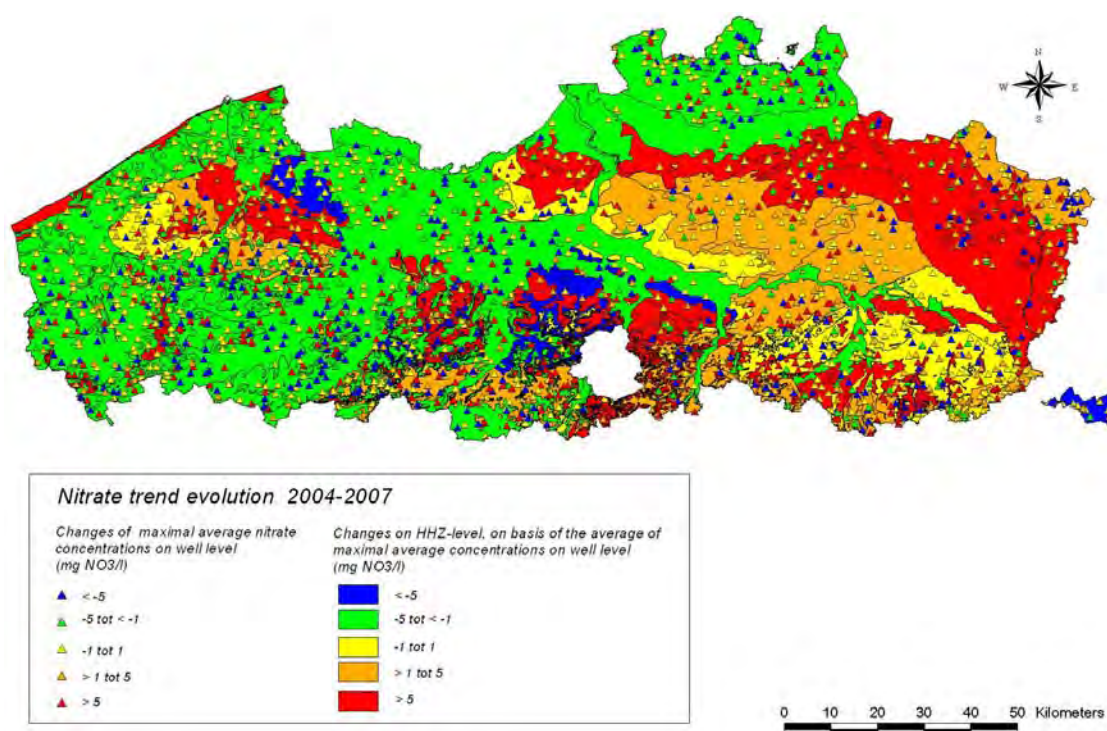 N
W E
S
Nitrate trend evolution 2004-2007
Changes of maximal average nitrate
concentrations on well level
(mg NO3/l)
< -5
-5 tot < -1
-1 tot 1
> 1 tot 5
> 5
Changes on HHZ-level, on basis of the average of
maximal average concentrations on well level
(mg NO3/l)
< -5
-5 tot < -1
-1 tot 1
> 1 tot 5
> 5
0 10 20 30 40 50 Kilometers